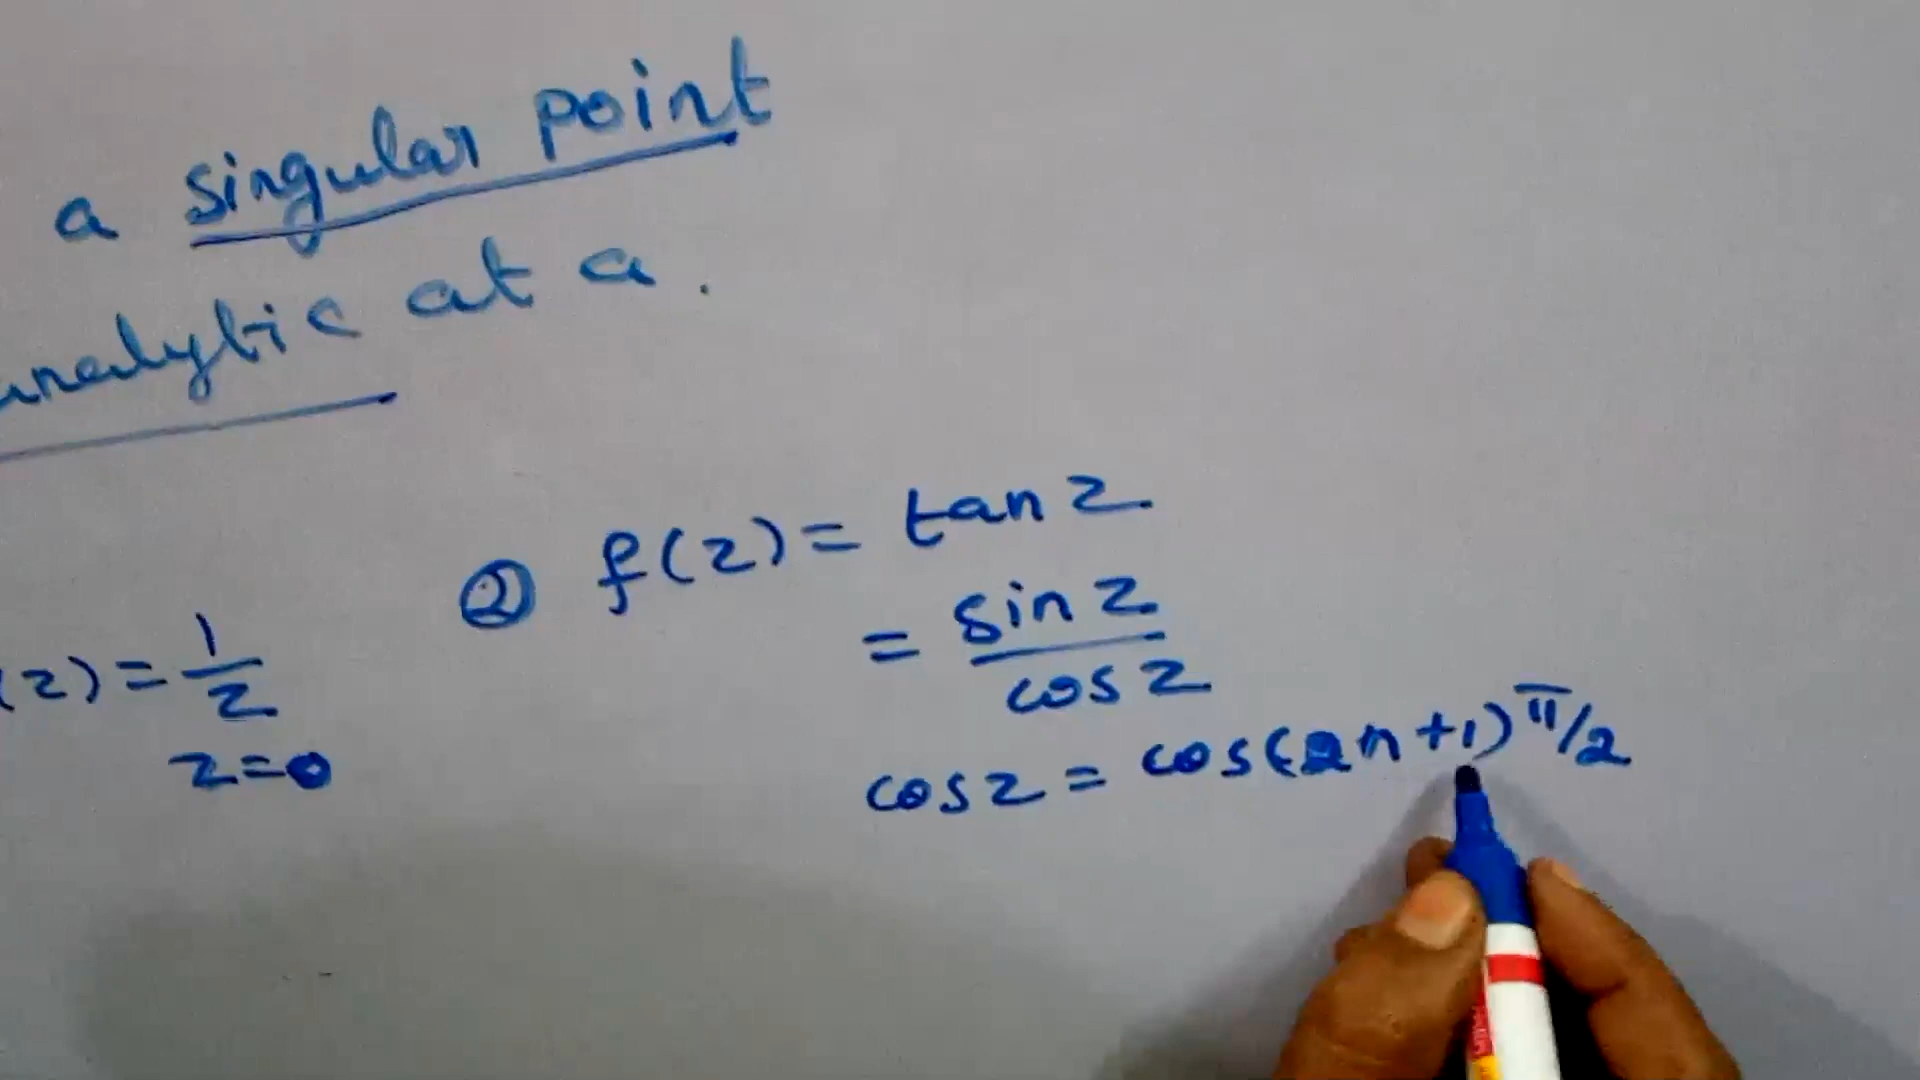 a singular point
analytic at a.
(z) = 1/z
z=0
② f(z) = tan z
= sin z / cos z
cos z = cos(2n+1)π/2